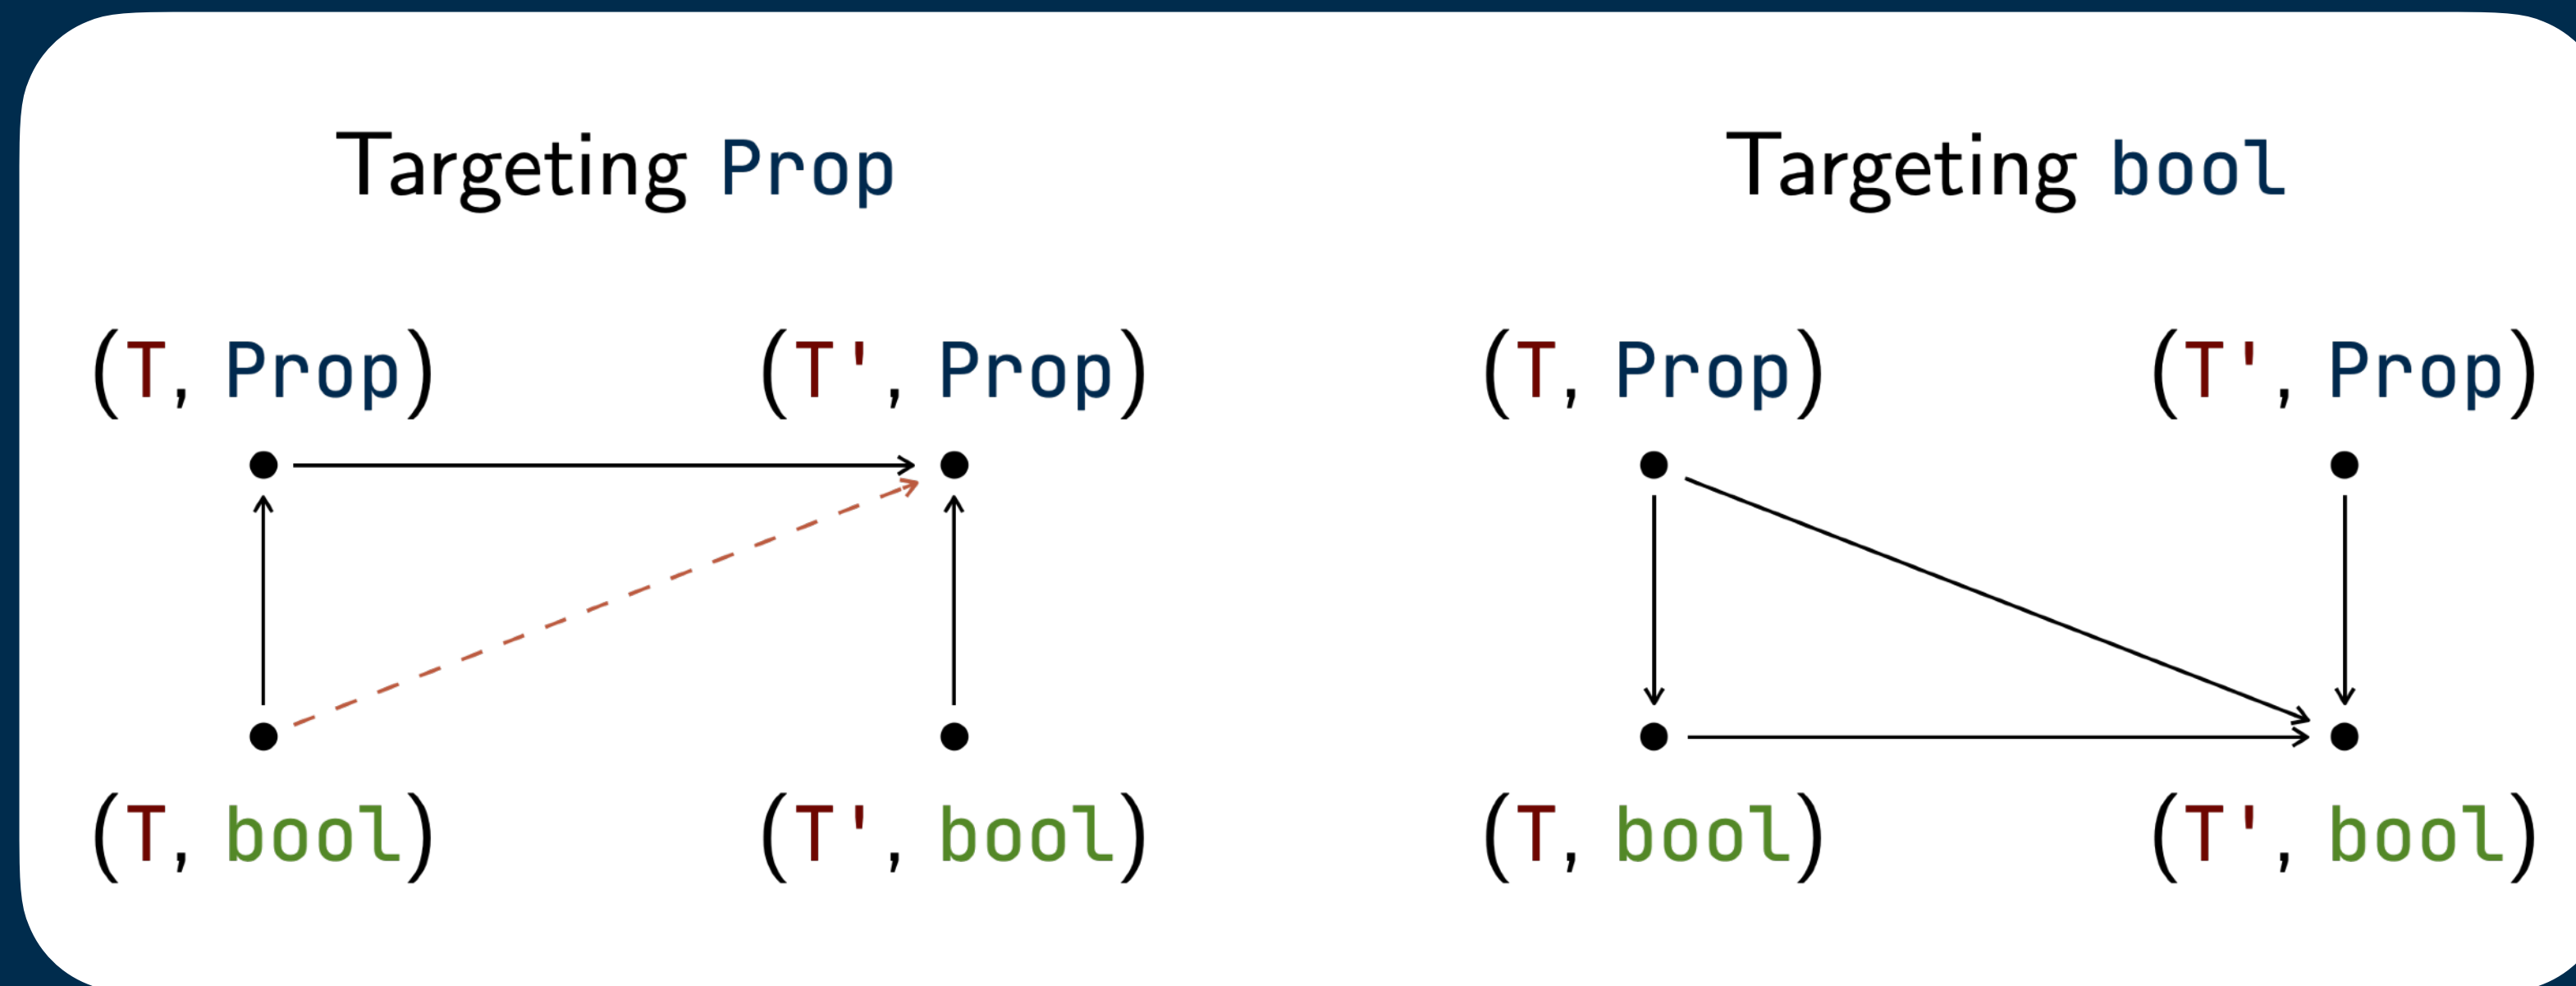 Targeting Prop
(T, Prop) (T', Prop)
(T, bool) (T', bool)
Targeting bool
(T, Prop) (T', Prop)
(T, bool) (T', bool)